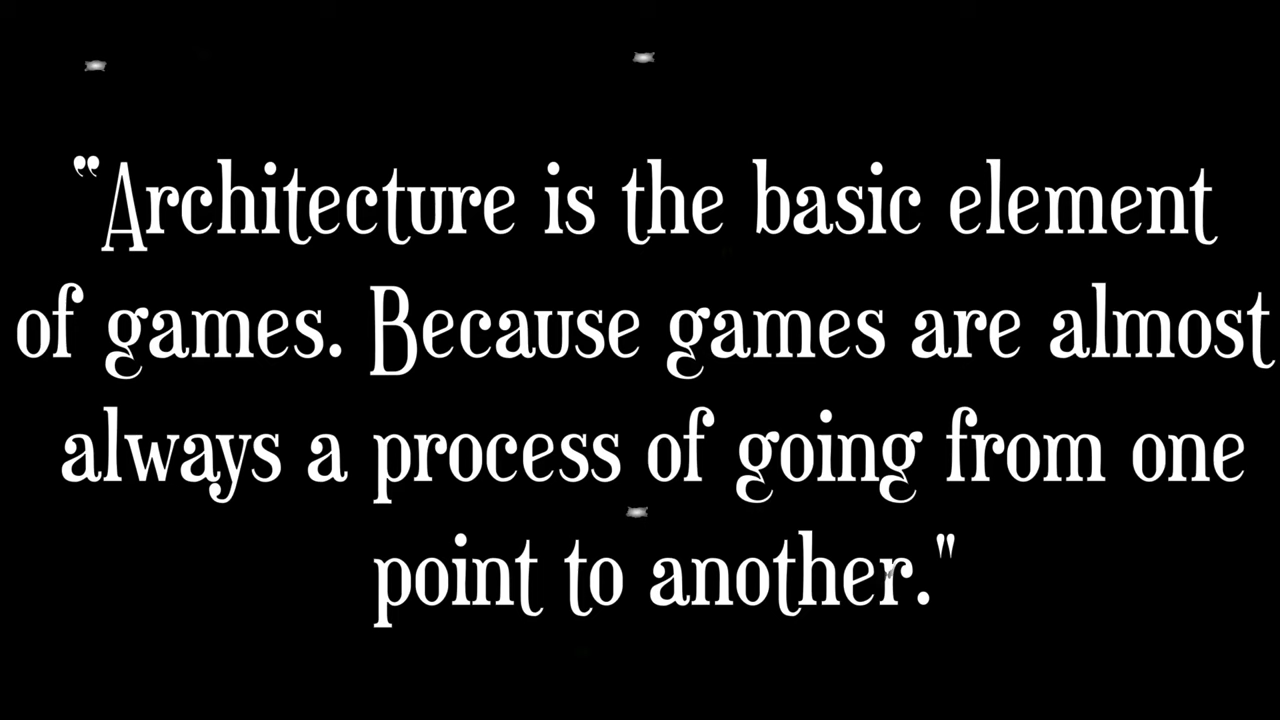 "Architecture is the basic element
of games. Because games are almost
always a process of going from one
point to another."